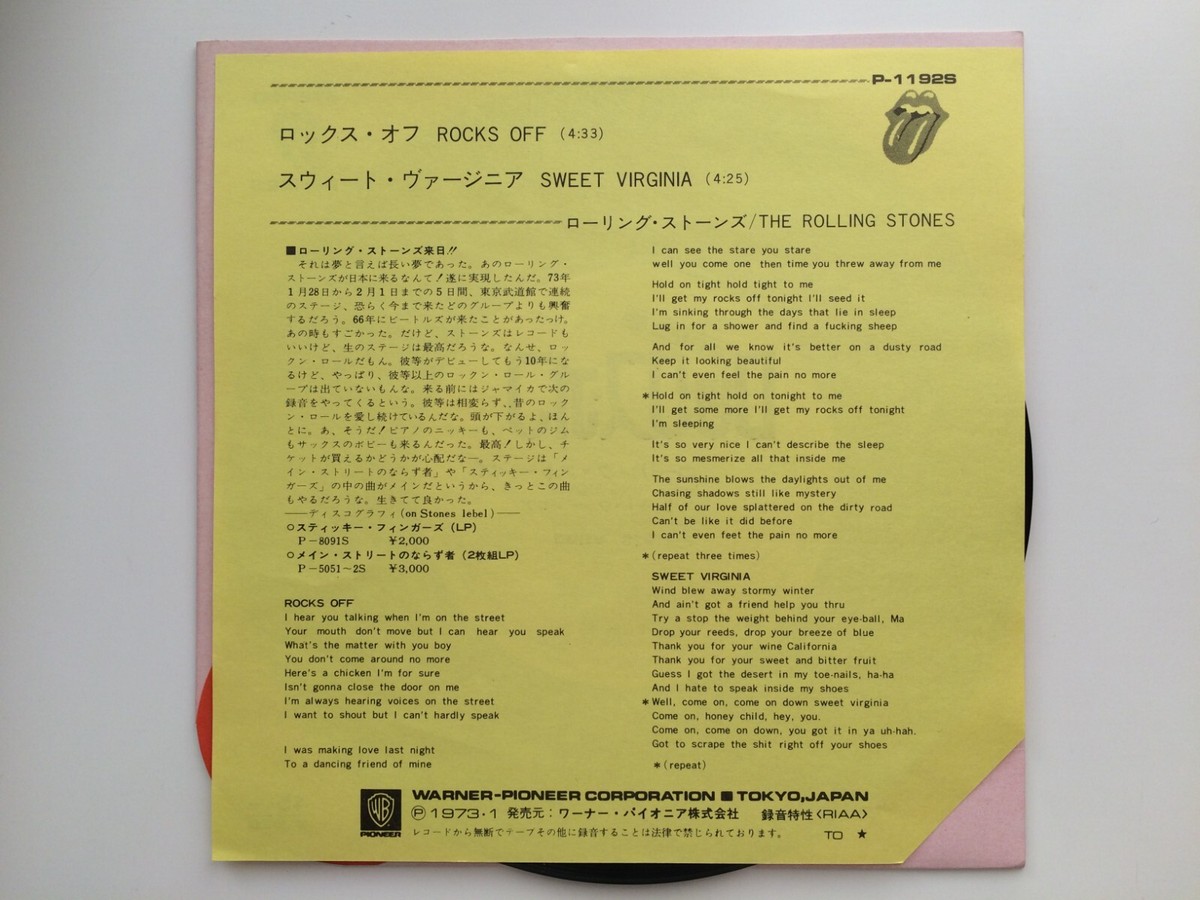 P-1192S
ロックス・オフ ROCKS OFF (4:33)
スウィート・ヴァージニア SWEET VIRGINIA (4:25)
ローリング・ストーンズ/THE ROLLING STONES
■ローリング・ストーンズ来日!!
それは夢と言えば長い夢であった。あのローリング・
ストーンズが日本に来るなんて!遂に実現したんだ。73年
1月28日から2月1日までの5日間、東京武道館で連続
のステージ、恐らく今まで来たどのグループよりも興奮
するだろう。66年にビートルズが来たことがあったっけ。
あの時もすごかった。だけど、ストーンズはレコードも
いいけど、生のステージは最高だろうな。なんせ、ロッ
クン・ロールだもん。彼等がデビューしてもう10年にな
るけど、やっぱり、彼等以上のロックン・ロール・グル
ープは出ていないもんな。来る前にはジャマイカで次の
録音をやってくるという。彼等は相変らず、昔のロック
ン・ロールを愛し続けているんだな。頭が下がるよ、ほん
とに。あ、そうだ!ピアノのニッキーも、ペットのジム
もサックスのボビーも来るんだった。最高!しかし、チ
ケットが買えるかどうかが心配だなー。ステージは「メ
イン・ストリートのならず者」や「スティッキー・フィン
ガーズ」の中の曲がメインだというから、きっとこの曲
もやるだろうな。生きてて良かった。
——ディスコグラフィ(on Stones lebel)——
○スティッキー・フィンガーズ (LP)
P-8091S ¥2,000
○メイン・ストリートのならず者 (2枚組LP)
P-5051~2S ¥3,000
ROCKS OFF
I hear you talking when I'm on the street
Your mouth don't move but I can hear you speak
What's the matter with you boy
You don't come around no more
Here's a chicken I'm for sure
Isn't gonna close the door on me
I'm always hearing voices on the street
I want to shout but I can't hardly speak
I was making love last night
To a dancing friend of mine
I can see the stare you stare
well you come one then time you threw away from me
Hold on tight hold tight to me
I'll get my rocks off tonight I'll seed it
I'm sinking through the days that lie in sleep
Lug in for a shower and find a fucking sheep
And for all we know it's better on a dusty road
Keep it looking beautiful
I can't even feel the pain no more
*Hold on tight hold on tonight to me
I'll get some more I'll get my rocks off tonight
I'm sleeping
It's so very nice I can't describe the sleep
It's so mesmerize all that inside me
The sunshine blows the daylights out of me
Chasing shadows still like mystery
Half of our love splattered on the dirty road
Can't be like it did before
I can't even feet the pain no more
*(repeat three times)
SWEET VIRGINIA
Wind blew away stormy winter
And ain't got a friend help you thru
Try a stop the weight behind your eye-ball, Ma
Drop your reeds, drop your breeze of blue
Thank you for your wine California
Thank you for your sweet and bitter fruit
Guess I got the desert in my toe-nails, ha-ha
And I hate to speak inside my shoes
*Well, come on, come on down sweet virginia
Come on, honey child, hey, you.
Come on, come on down, you got it in ya uh-hah.
Got to scrape the shit right off your shoes
*(repeat)
WB PIONEER
WARNER-PIONEER CORPORATION ■ TOKYO,JAPAN
Ⓟ1973・1 発売元:ワーナー・パイオニア株式会社 録音特性〈RIAA〉
レコードから無断でテープその他に録音することは法律で禁じられております。 TO ★